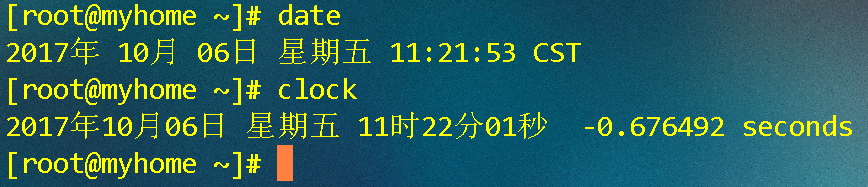 [root@myhome ~]# date
2017年 10月 06日 星期五 11:21:53 CST
[root@myhome ~]# clock
2017年10月06日 星期五 11时22分01秒  -0.676492 seconds
[root@myhome ~]#